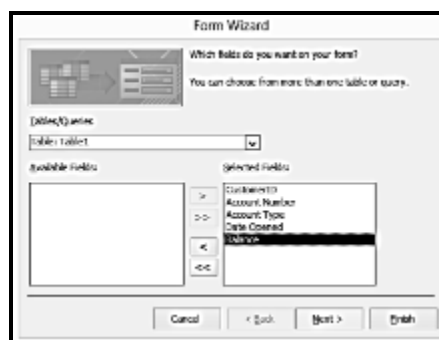 Form Wizard
Which fields do you want on your form?
You can choose from more than one table or query.
Tables/Queries
Table: Table1
Available Fields:
Selected Fields:
>
>>
<
<<
CustomerID
Account Number
Account Type
Date Opened
Balance
Cancel
< Back
Next >
Finish